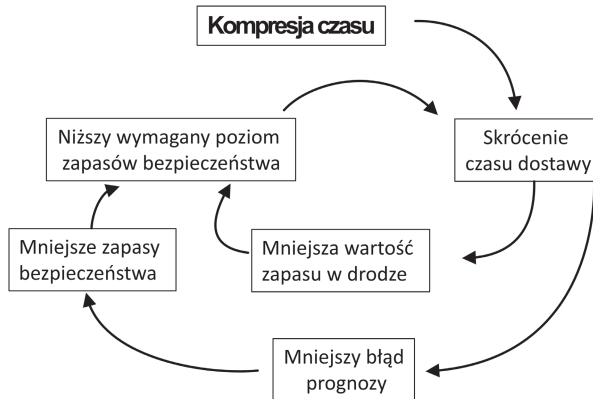 Kompresja czasu
Niższy wymagany poziom
zapasów bezpieczeństwa
Skrócenie
czasu dostawy
Mniejsze zapasy
bezpieczeństwa
Mniejsza wartość
zapasu w drodze
Mniejszy błąd
prognozy